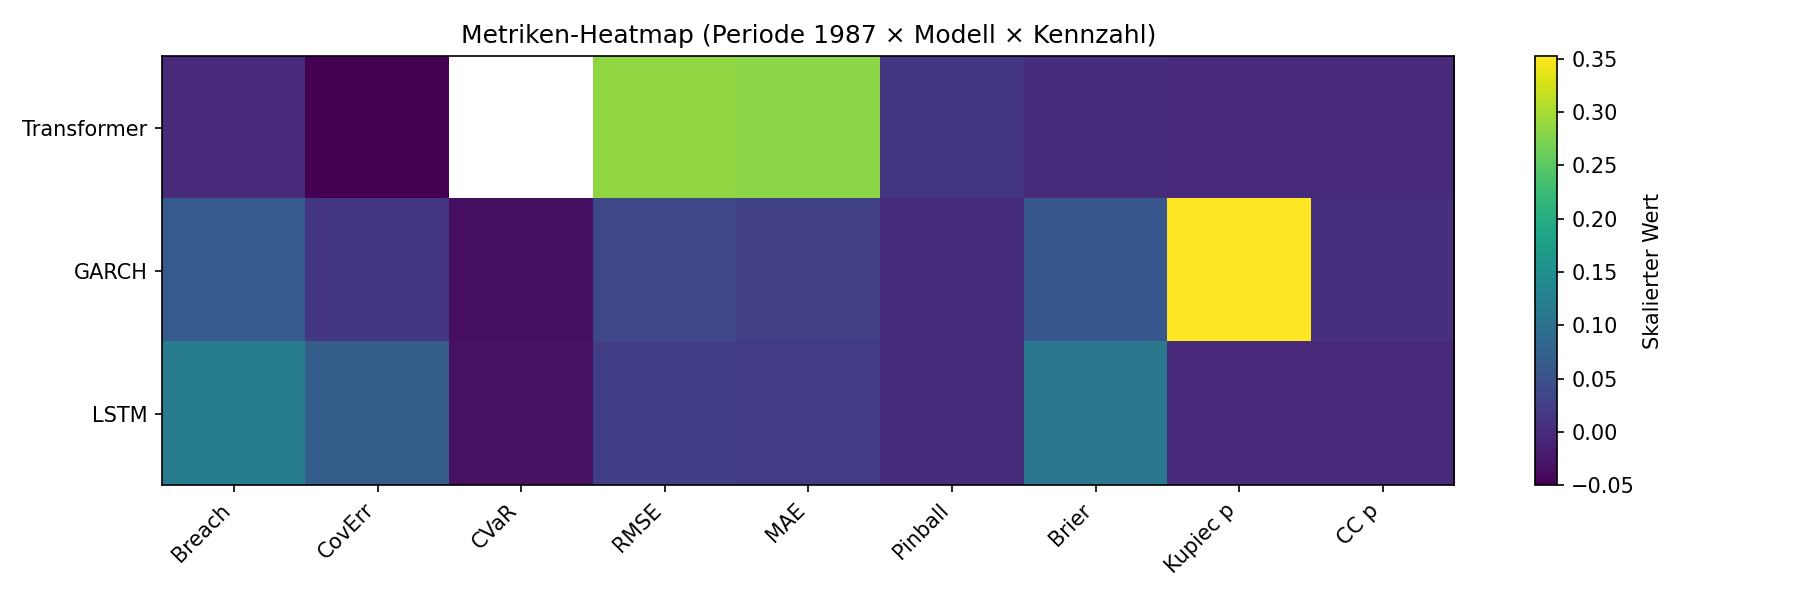 Metriken-Heatmap (Periode 1987 × Modell × Kennzahl)
Transformer
GARCH
LSTM
Breach
CovErr
CVaR
RMSE
MAE
Pinball
Brier
Kupiec p
CC p
0.35
0.30
0.25
0.20
0.15
0.10
0.05
0.00
−0.05
Skalierter Wert